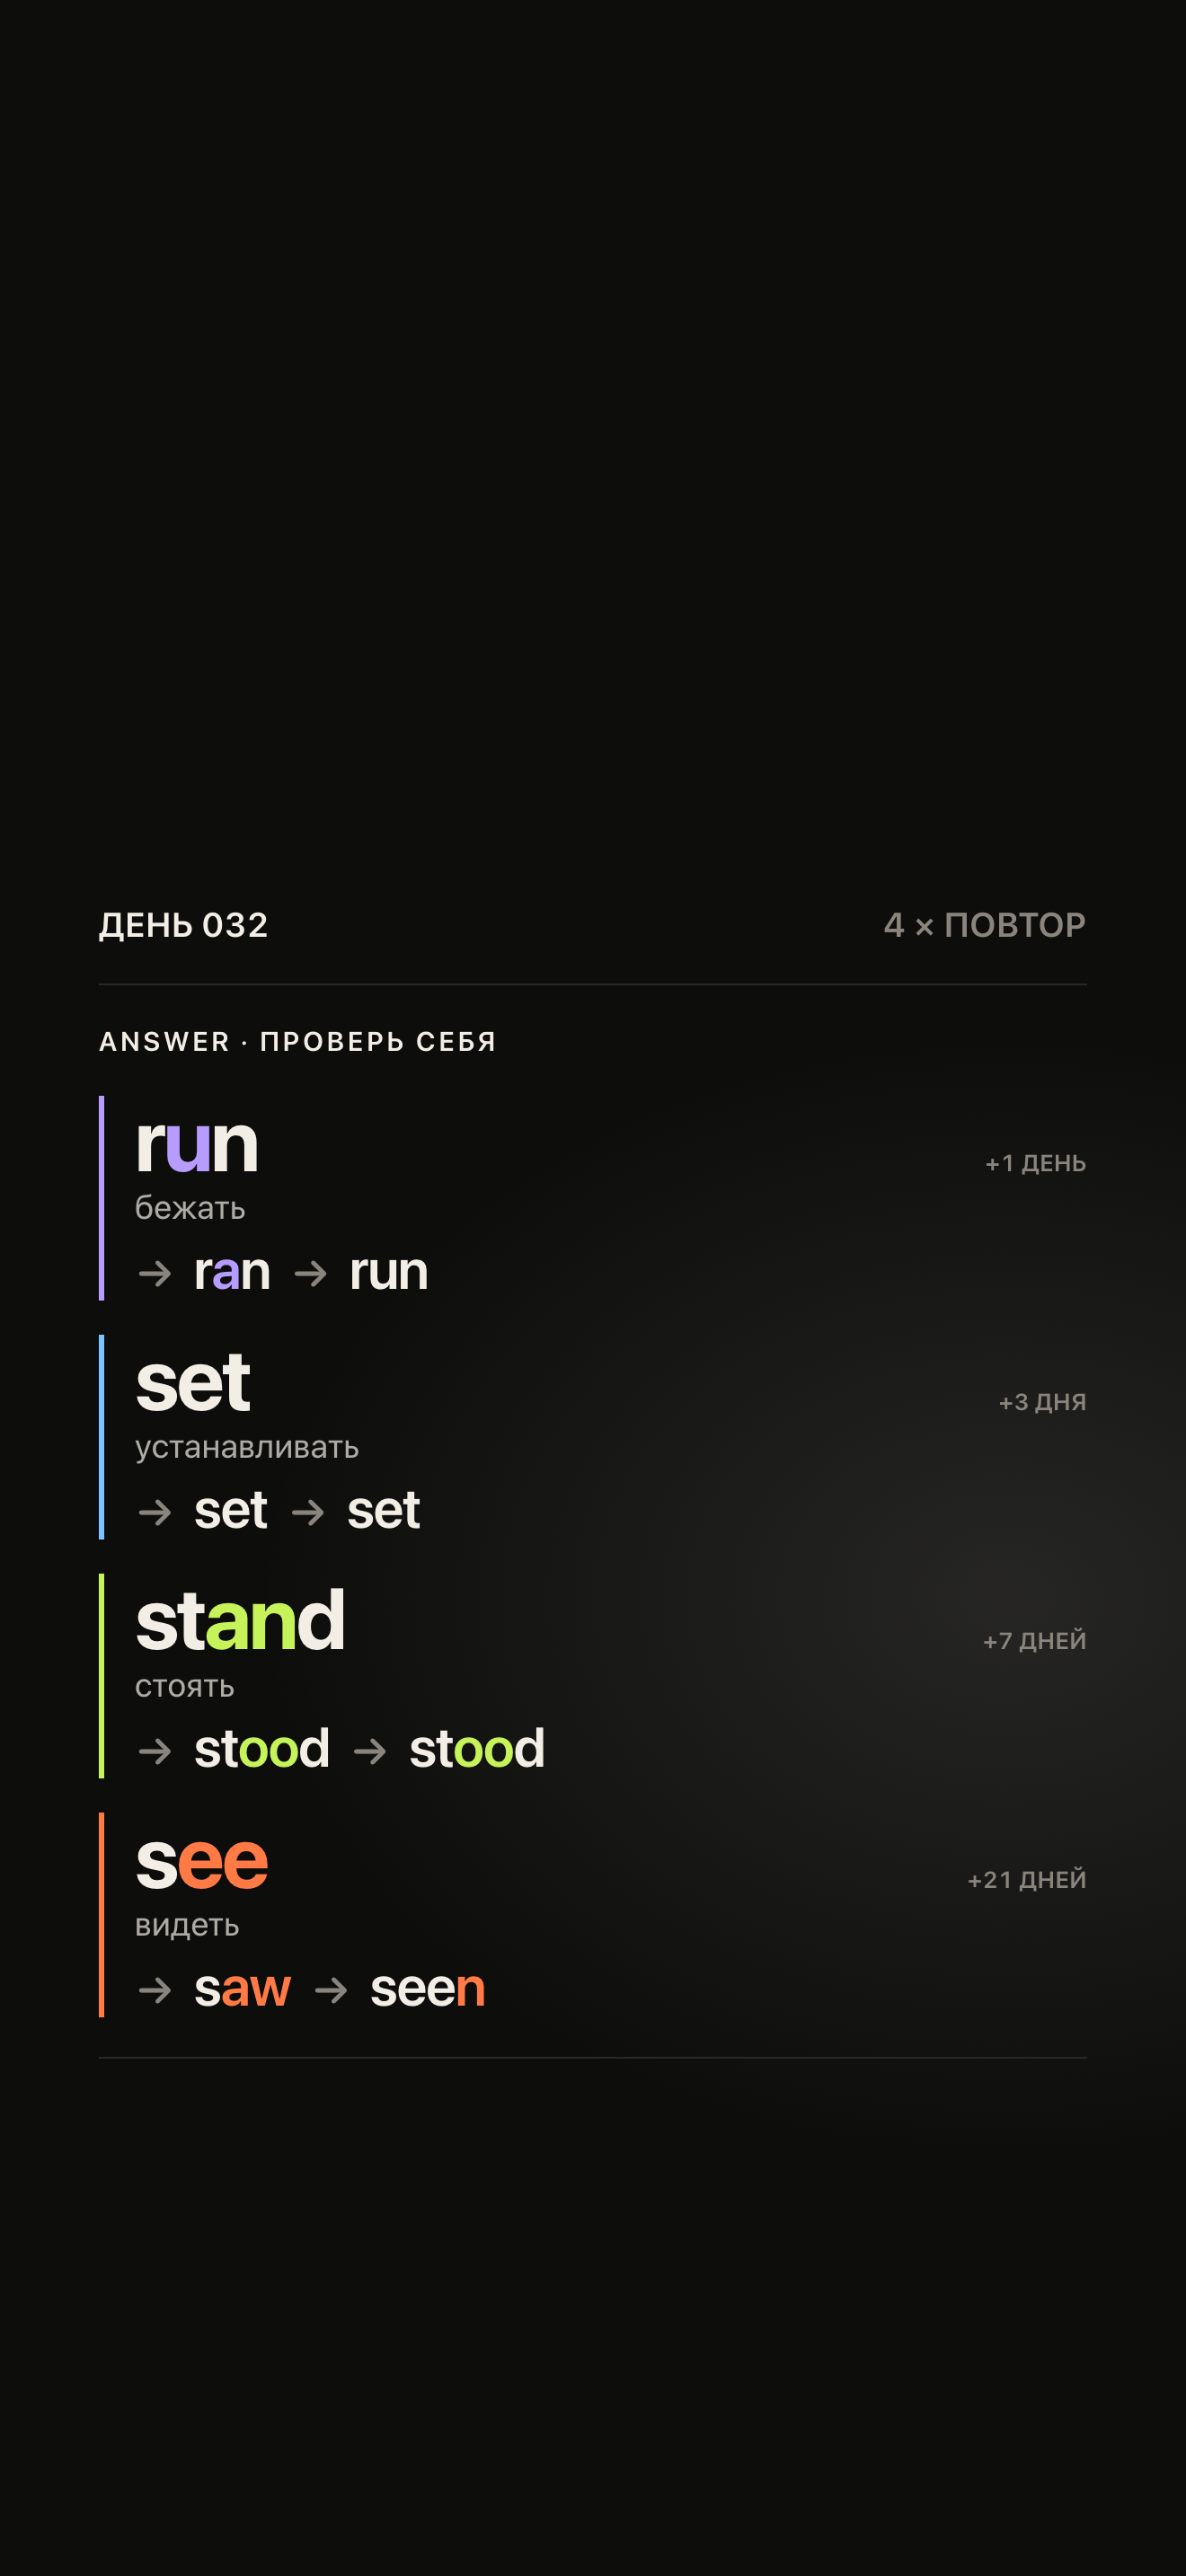 ДЕНЬ 032
4 × ПОВТОР
ANSWER · ПРОВЕРЬ СЕБЯ
run
+1 ДЕНЬ
бежать
→ ran → run
set
+3 ДНЯ
устанавливать
→ set → set
stand
+7 ДНЕЙ
стоять
→ stood → stood
see
+21 ДНЕЙ
видеть
→ saw → seen